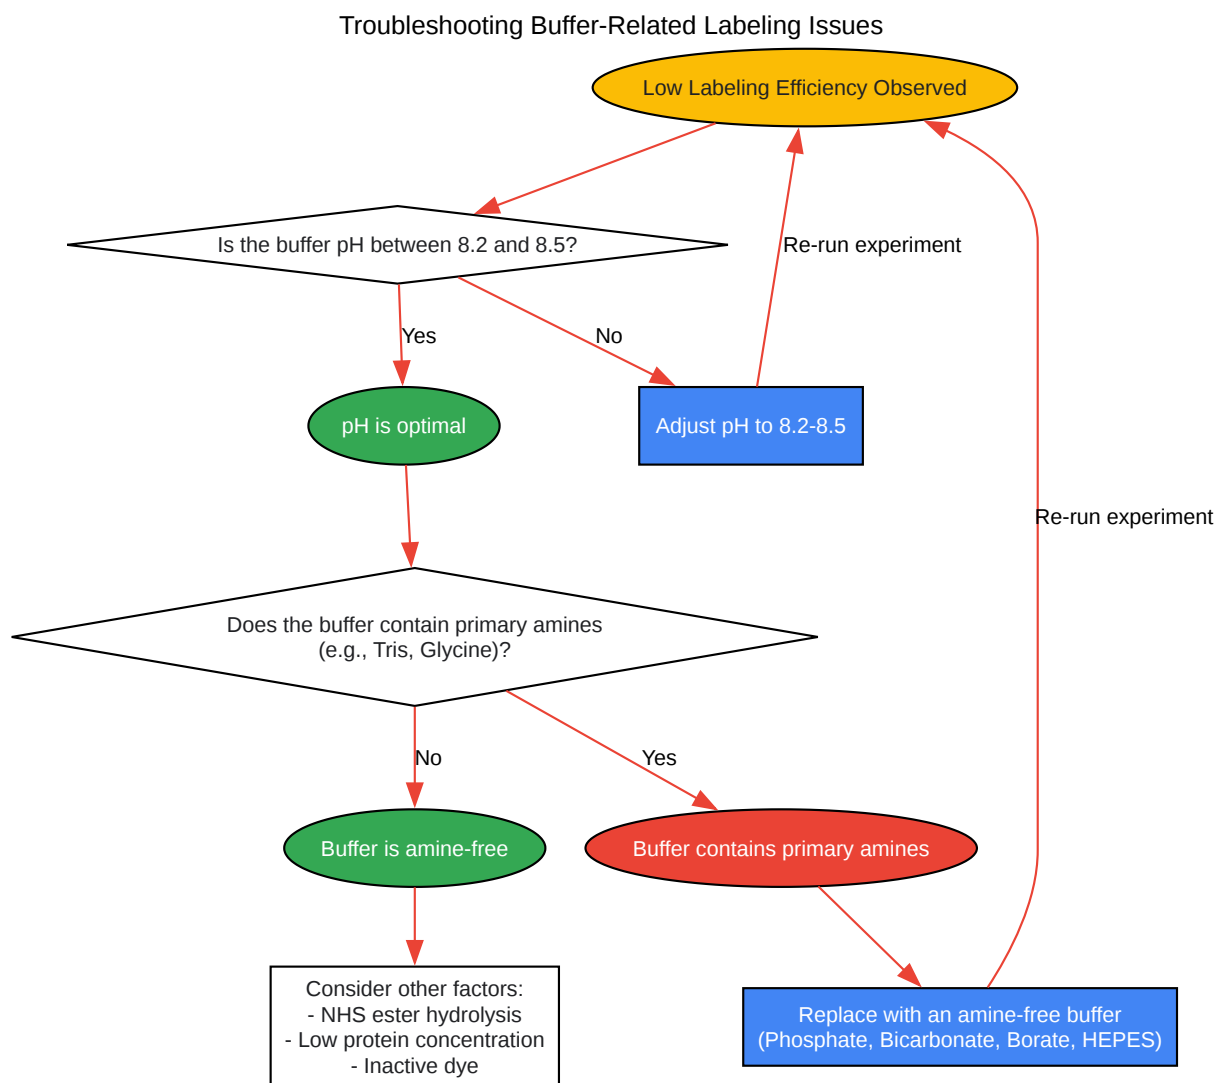 Troubleshooting Buffer-Related Labeling Issues
Low Labeling Efficiency Observed
Is the buffer pH between 8.2 and 8.5?
Re-run experiment
Yes
No
pH is optimal
Adjust pH to 8.2-8.5
Re-run experiment
Does the buffer contain primary amines
(e.g., Tris, Glycine)?
No
Yes
Buffer is amine-free
Buffer contains primary amines
Consider other factors:
- NHS ester hydrolysis
- Low protein concentration
- Inactive dye
Replace with an amine-free buffer
(Phosphate, Bicarbonate, Borate, HEPES)